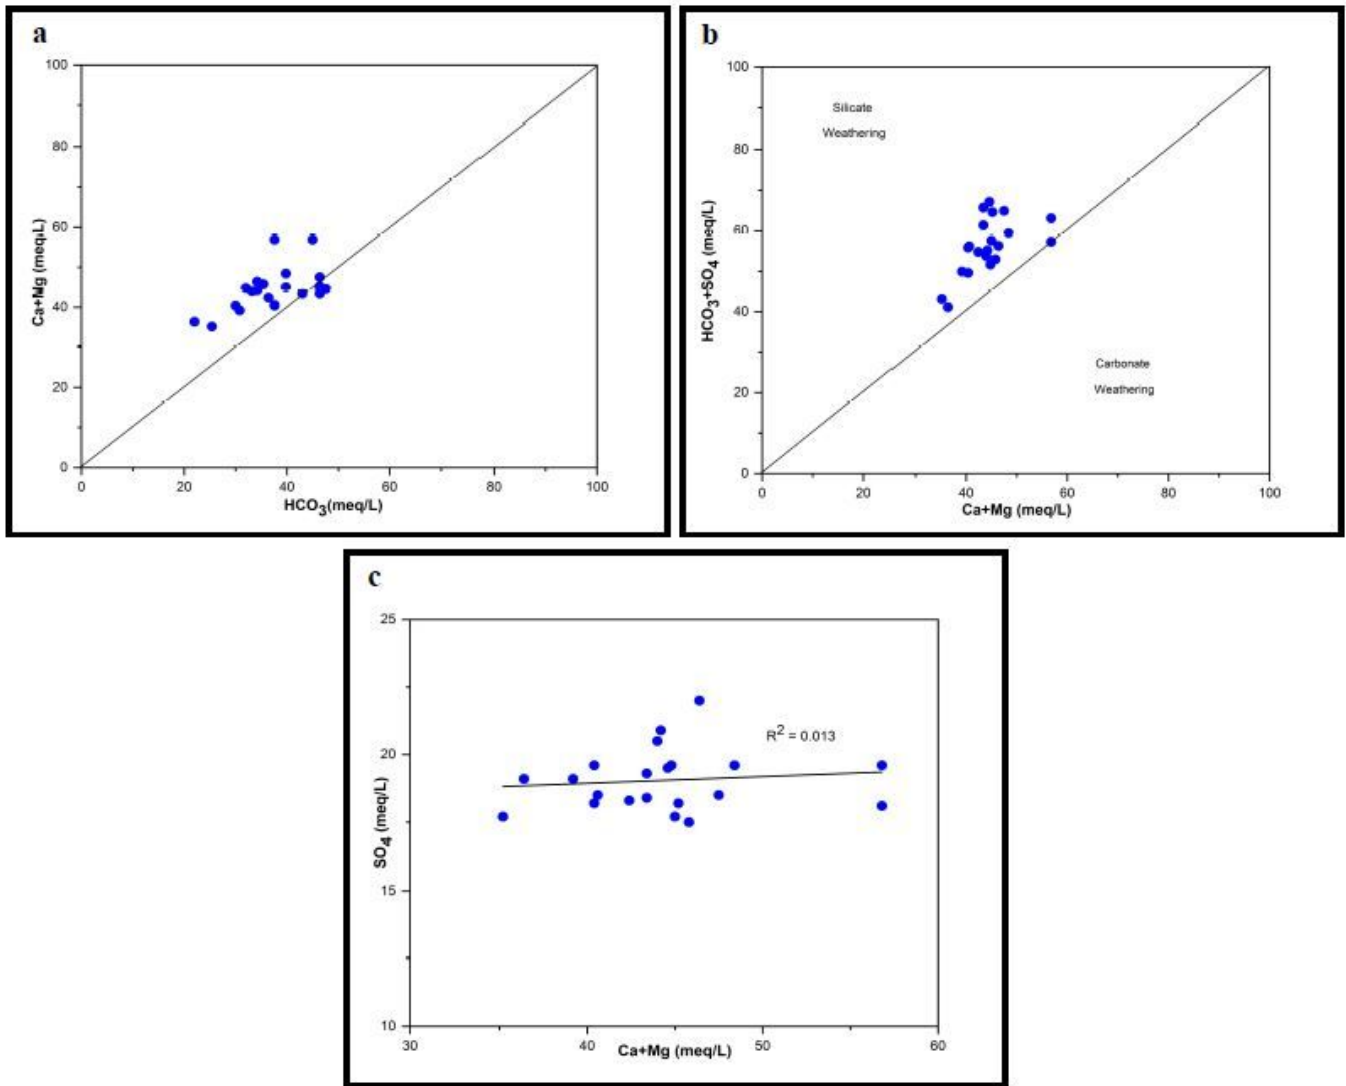 a
100
80
60
40
20
0
Ca+Mg (meq/L)
0 20 40 60 80 100
HCO3(meq/L)
b
100
80
60
40
20
0
HCO3+SO4 (meq/L)
Silicate
Weathering
Carbonate
Weathering
0 20 40 60 80 100
Ca+Mg (meq/L)
c
25
20
15
10
SO4 (meq/L)
R2 = 0.013
30 40 50 60
Ca+Mg (meq/L)